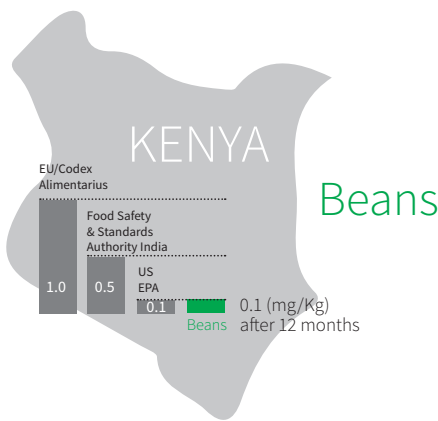 KENYA
Beans
EU/Codex
Alimentarius
Food Safety
& Standards
Authority India
US
EPA
1.0
0.5
0.1
0.1 (mg/Kg)
Beans after 12 months